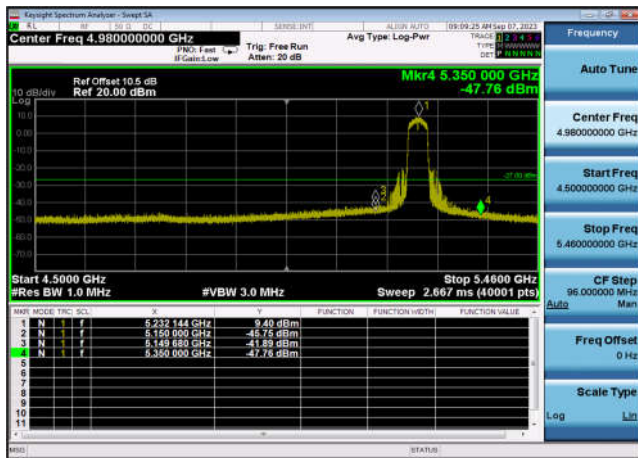 Keysight Spectrum Analyser - Swept SA
RL RF 50 Ω DC SENSE:INT ALIGN AUTO 09:09:25 AM Sep 07, 2023
Center Freq 4.980000000 GHz
PNO: Fast
IFGain:Low
Trig: Free Run
Atten: 20 dB
Avg Type: Log-Pwr
TRACE 1 2 3 4 5 6
TYPE
DET P N N N N N
Ref Offset 10.5 dB
Ref 20.00 dBm
10 dB/div
Log
Mkr4 5.350 000 GHz
-47.76 dBm
10.0
0.00
-10.0
-20.0
-30.0
-40.0
-50.0
-60.0
-70.0
1
-27.00 dBm
4
Start 4.5000 GHz
Stop 5.4600 GHz
#Res BW 1.0 MHz
#VBW 3.0 MHz
Sweep 2.667 ms (40001 pts)
MKR MODE TRC SCL X Y FUNCTION FUNCTION WIDTH FUNCTION VALUE
1 N 1 f 5.232 144 GHz 9.40 dBm
2 N 1 f 5.150 000 GHz -45.75 dBm
3 N 1 f 5.149 680 GHz -41.89 dBm
4 N 1 f 5.350 000 GHz -47.76 dBm
5
6
7
8
9
10
11
MSG
STATUS
Frequency
Auto Tune
Center Freq
4.980000000 GHz
Start Freq
4.500000000 GHz
Stop Freq
5.460000000 GHz
CF Step
96.000000 MHz
Auto Man
Freq Offset
0 Hz
Scale Type
Log Lin